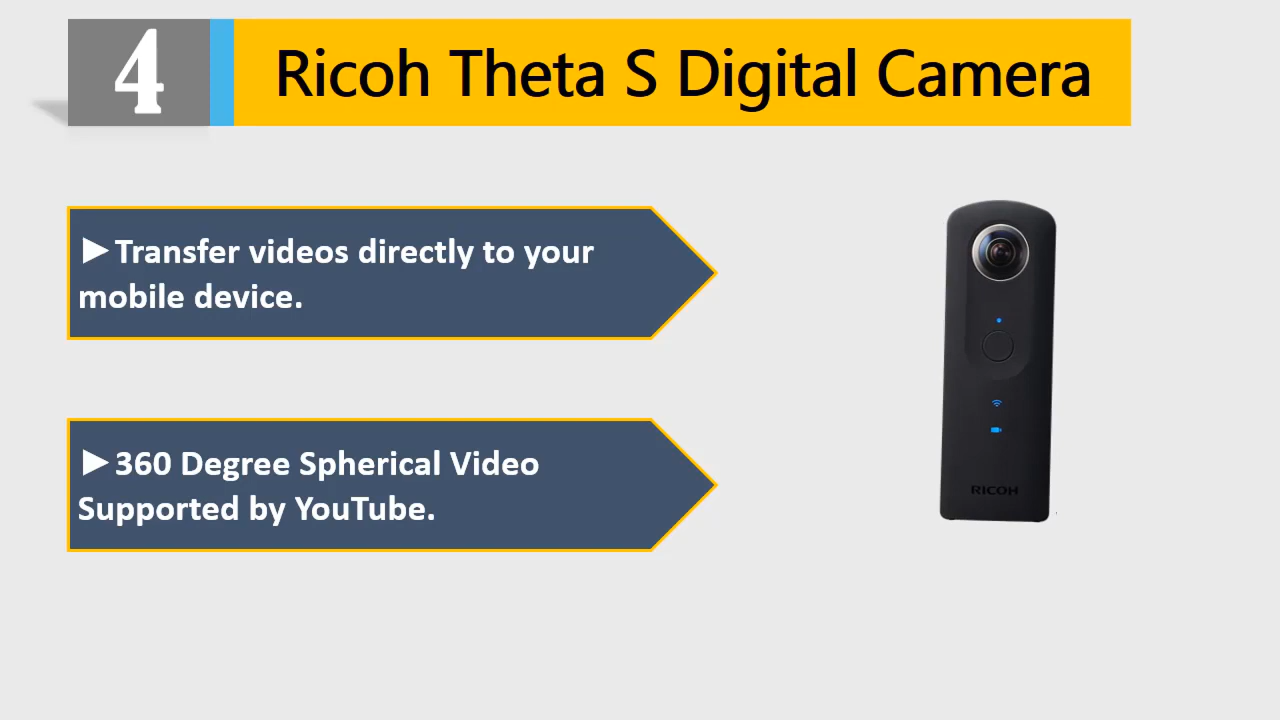 4
Ricoh Theta S Digital Camera
►Transfer videos directly to your
mobile device.
►360 Degree Spherical Video
Supported by YouTube.
RICOH